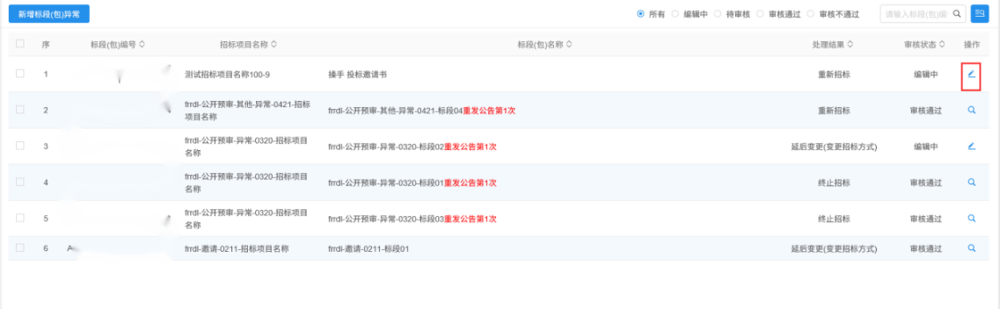 新增标段(包)异常
所有 编辑中 待审核 审核通过 审核不通过 请输入标段(包)编
序 标段(包)编号 招标项目名称 标段(包)名称 处理结果 审核状态 操作
1 测试招标项目名称100-9 操手 投标邀请书 重新招标 编辑中
2 frrdl-公开预审-其他-异常-0421-招标
项目名称 frrdl-公开预审-其他-异常-0421-标段04重发公告第1次 重新招标 审核通过
3 frrdl-公开预审-异常-0320-招标项目
名称 frrdl-公开预审-异常-0320-标段02重发公告第1次 延后变更(变更招标方式) 编辑中
4 frrdl-公开预审-异常-0320-招标项目
名称 frrdl-公开预审-异常-0320-标段01重发公告第1次 终止招标 审核通过
5 frrdl-公开预审-异常-0320-招标项目
名称 frrdl-公开预审-异常-0320-标段03重发公告第1次 终止招标 审核通过
6 frrdl-邀请-0211-招标项目名称 frrdl-邀请-0211-标段01 延后变更(变更招标方式) 审核通过